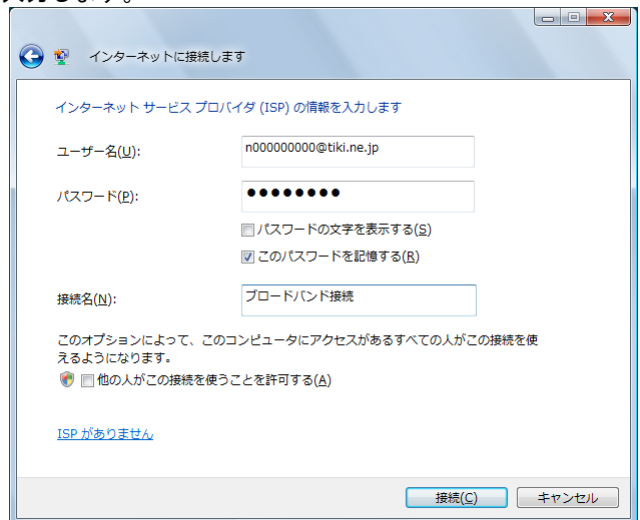 入力します。
インターネットに接続します
インターネット サービス プロバイダ (ISP) の情報を入力します
ユーザー名(U):
n000000000@tiki.ne.jp
パスワード(P):
●●●●●●●●
パスワードの文字を表示する(S)
このパスワードを記憶する(R)
接続名(N):
ブロードバンド接続
このオプションによって、このコンピュータにアクセスがあるすべての人がこの接続を使
えるようになります。
他の人がこの接続を使うことを許可する(A)
ISP がありません
接続(C)
キャンセル